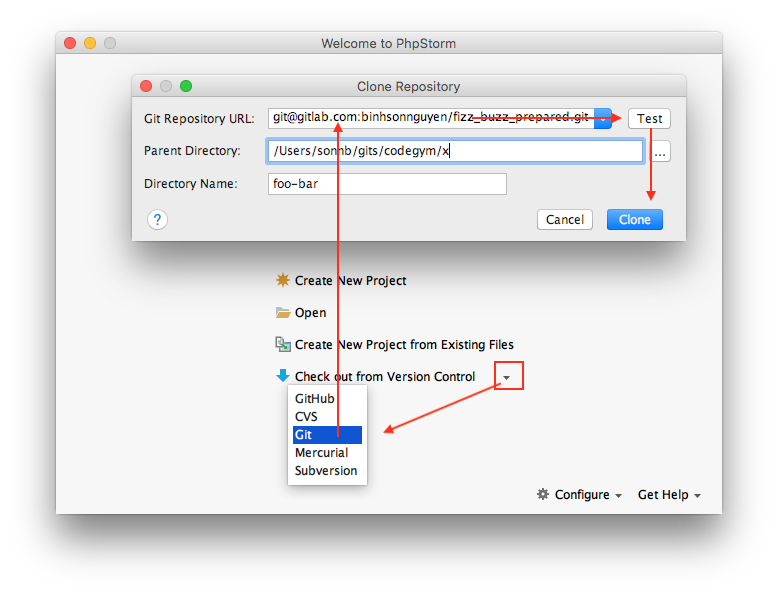 Welcome to PhpStorm
Clone Repository
Git Repository URL: git@gitlab.com:binhsonnguyen/fizz_buzz_prepared.git Test
Parent Directory: /Users/sonnb/gits/codegym/x ...
Directory Name: foo-bar
? Cancel Clone
Create New Project
Open
Create New Project from Existing Files
Check out from Version Control
GitHub
CVS
Git
Mercurial
Subversion
Configure Get Help